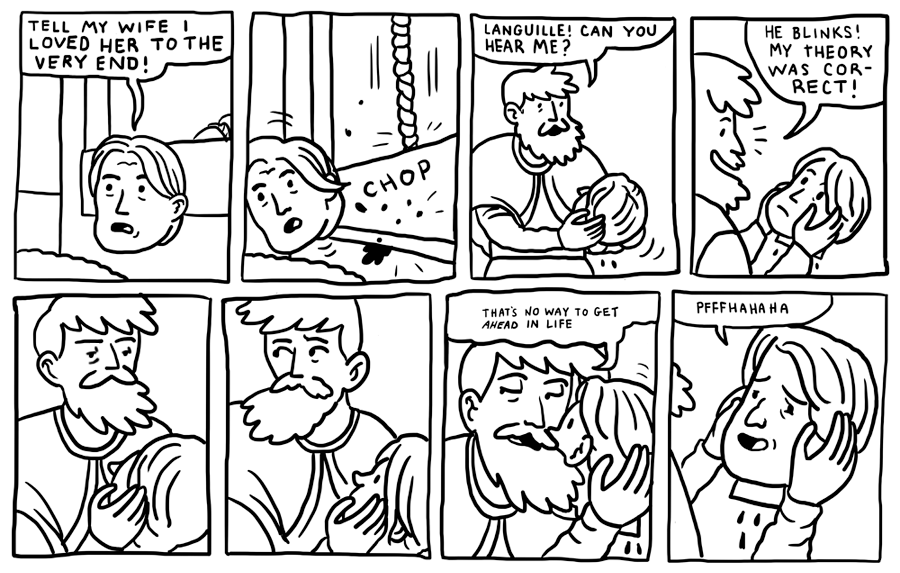 TELL MY WIFE I
LOVED HER TO THE
VERY END!
CHOP
LANGUILLE! CAN YOU
HEAR ME?
HE BLINKS!
MY THEORY
WAS COR-
RECT!
THAT'S NO WAY TO GET
AHEAD IN LIFE
PFFFHAHAHA